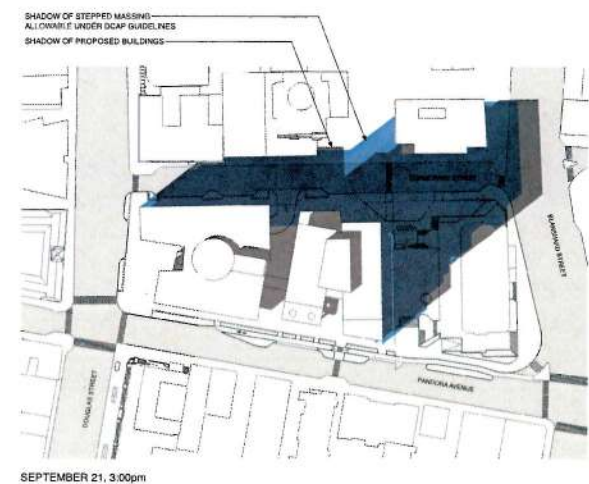 SHADOW OF STEPPED MASSING
ALLOWABLE UNDER DCAP GUIDELINES
SHADOW OF PROPOSED BUILDINGS
BLANSHARD STREET
DOUGLAS STREET
PANDORA AVENUE
SEPTEMBER 21, 3:00pm